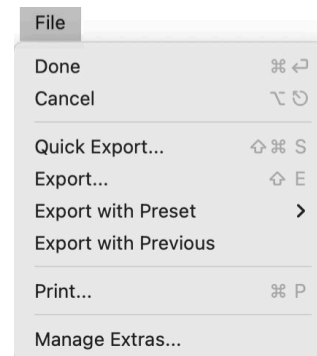 File
Done ⌘ ↩
Cancel ⌥ ⎋
Quick Export... ⇧ ⌘ S
Export... ⇧ E
Export with Preset >
Export with Previous
Print... ⌘ P
Manage Extras...